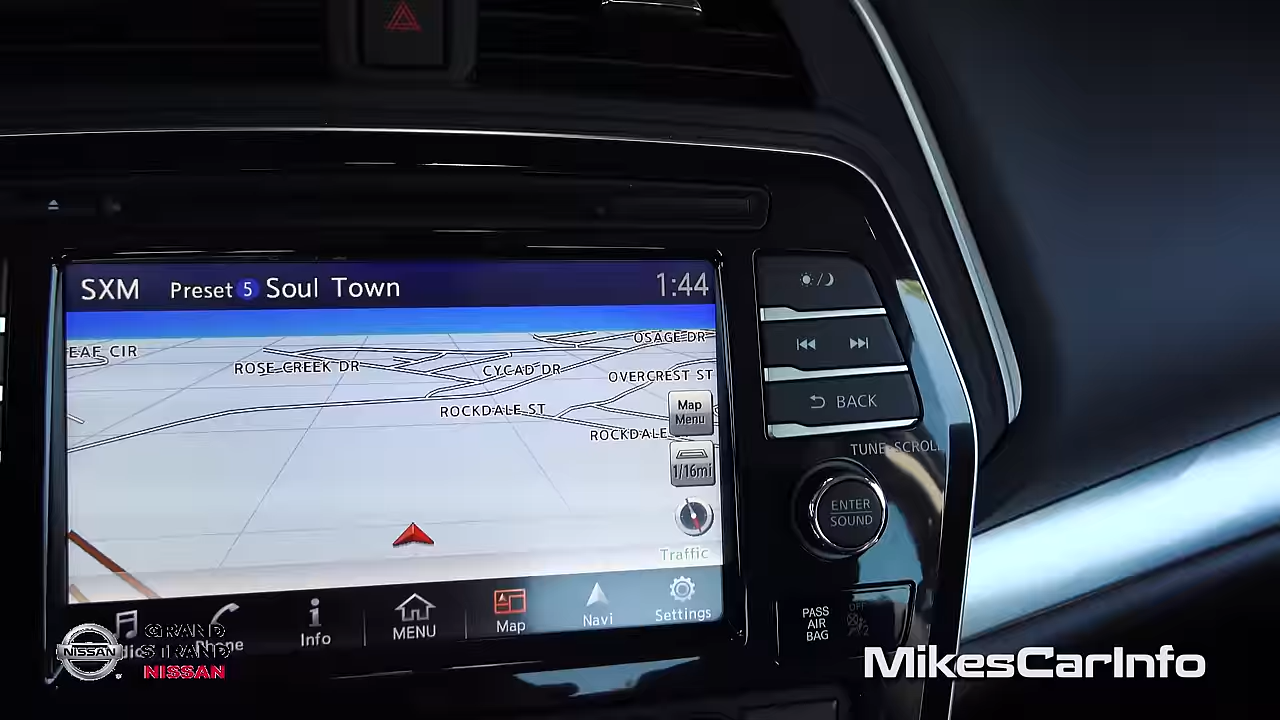 SXM Preset 5 Soul Town 1:44
EAF CIR
OSAGE DR
ROSE CREEK DR
CYCAD DR
OVERCREST ST
ROCKDALE ST
ROCKDALE
Map
Menu
1/16mi
Traffic
Info
MENU
Map
Navi
Settings
BACK
TUNE·SCROLL
ENTER
SOUND
PASS
AIR
BAG
OFF
NISSAN
GRAND
STRAND
NISSAN
MikesCarInfo